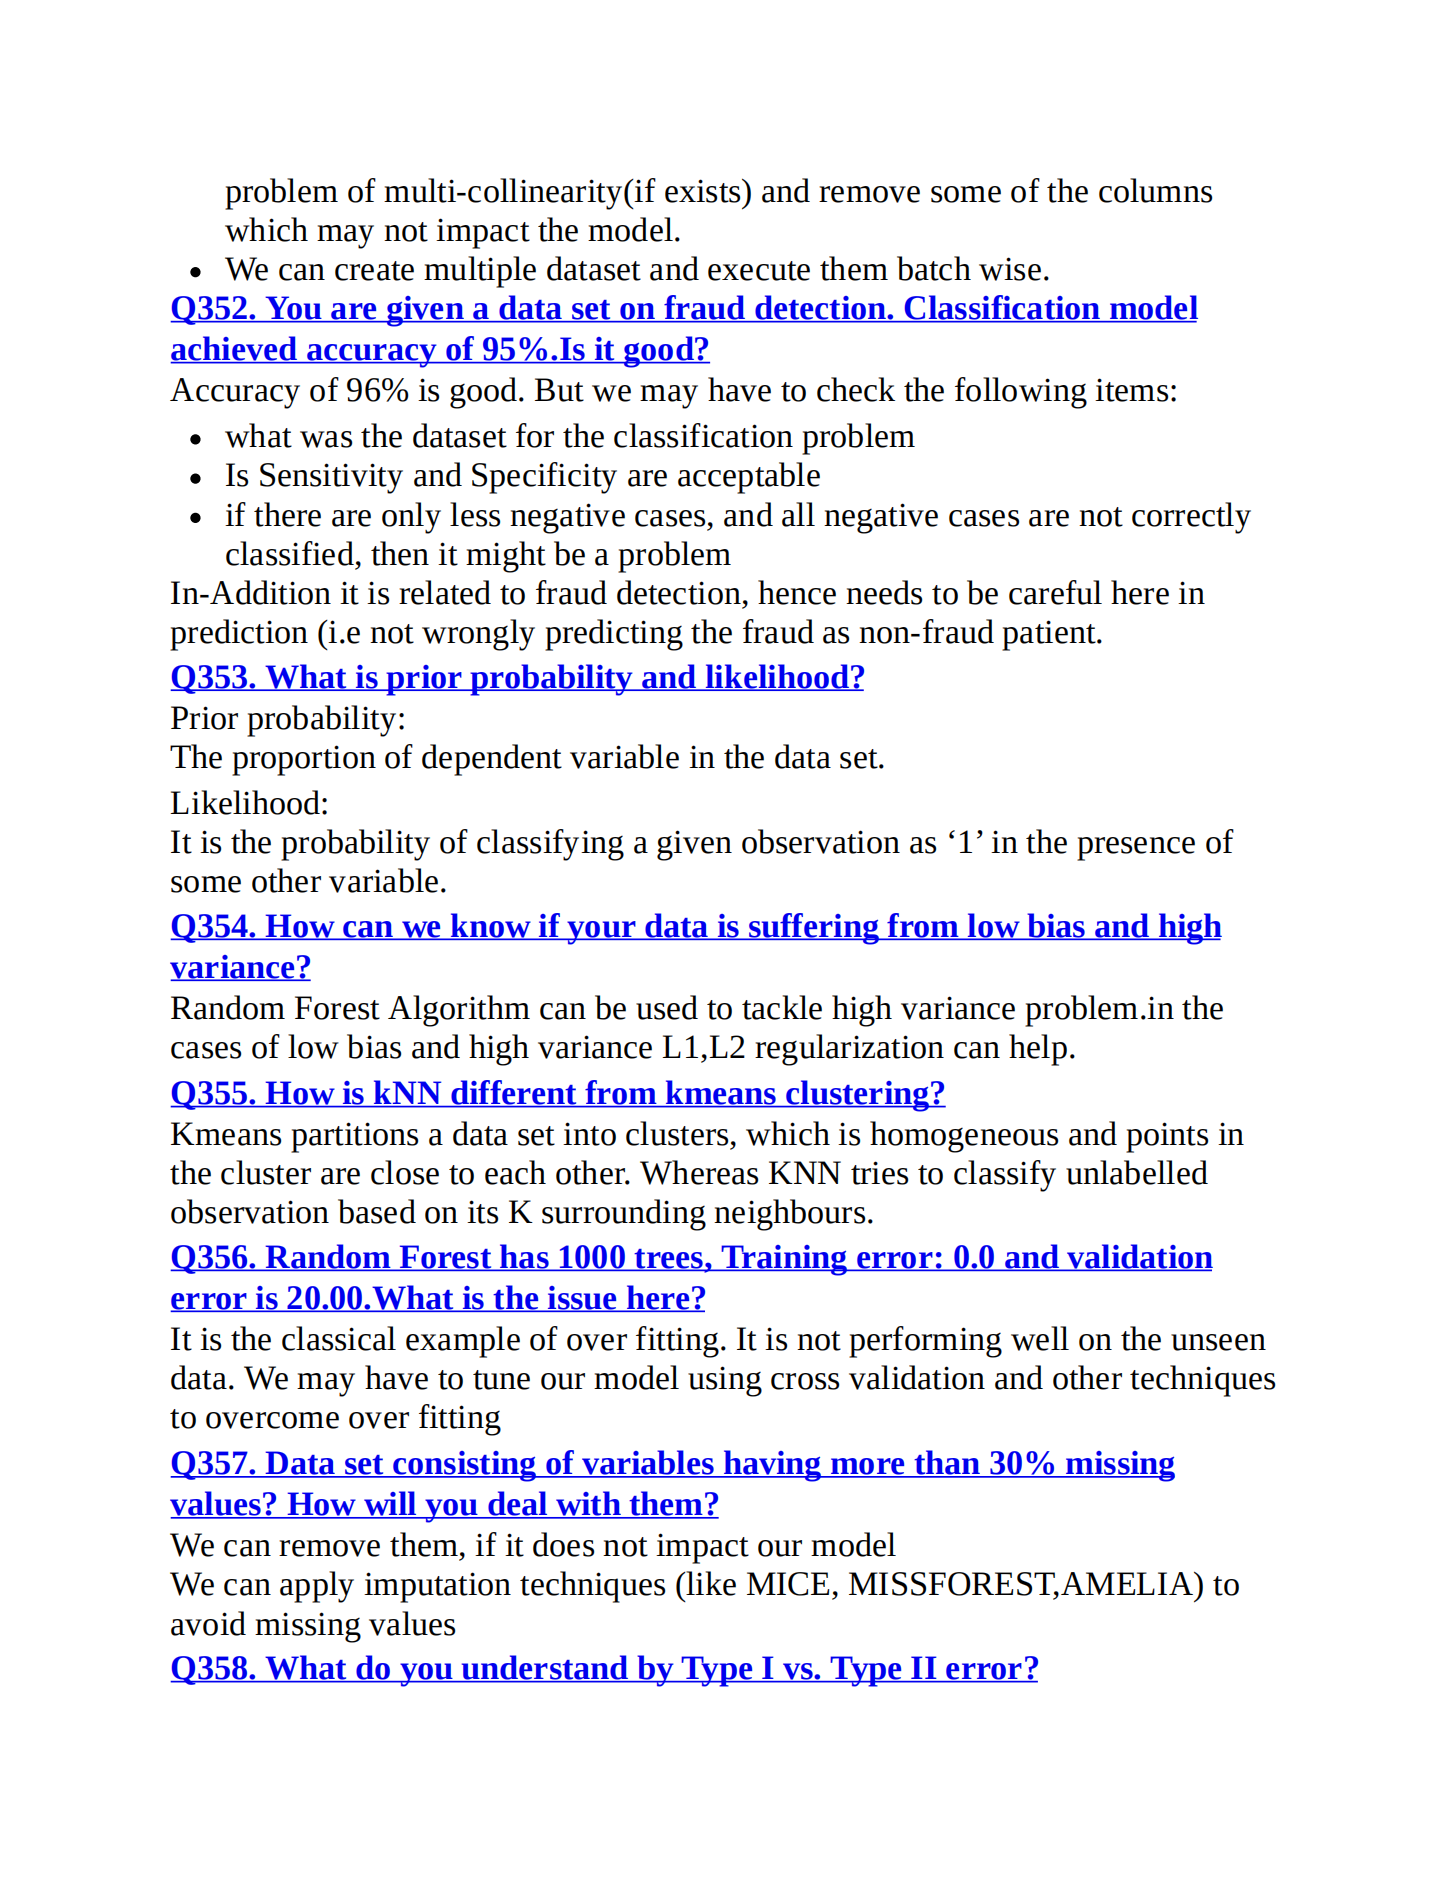 problem of multi-collinearity(if exists) and remove some of the columns
which may not impact the model.
• We can create multiple dataset and execute them batch wise.
Q352. You are given a data set on fraud detection. Classification model
achieved accuracy of 95%.Is it good?
Accuracy of 96% is good. But we may have to check the following items:
• what was the dataset for the classification problem
• Is Sensitivity and Specificity are acceptable
• if there are only less negative cases, and all negative cases are not correctly
classified, then it might be a problem
In-Addition it is related to fraud detection, hence needs to be careful here in
prediction (i.e not wrongly predicting the fraud as non-fraud patient.
Q353. What is prior probability and likelihood?
Prior probability:
The proportion of dependent variable in the data set.
Likelihood:
It is the probability of classifying a given observation as ‘1’ in the presence of
some other variable.
Q354. How can we know if your data is suffering from low bias and high
variance?
Random Forest Algorithm can be used to tackle high variance problem.in the
cases of low bias and high variance L1,L2 regularization can help.
Q355. How is kNN different from kmeans clustering?
Kmeans partitions a data set into clusters, which is homogeneous and points in
the cluster are close to each other. Whereas KNN tries to classify unlabelled
observation based on its K surrounding neighbours.
Q356. Random Forest has 1000 trees, Training error: 0.0 and validation
error is 20.00.What is the issue here?
It is the classical example of over fitting. It is not performing well on the unseen
data. We may have to tune our model using cross validation and other techniques
to overcome over fitting
Q357. Data set consisting of variables having more than 30% missing
values? How will you deal with them?
We can remove them, if it does not impact our model
We can apply imputation techniques (like MICE, MISSFOREST,AMELIA) to
avoid missing values
Q358. What do you understand by Type I vs. Type II error?